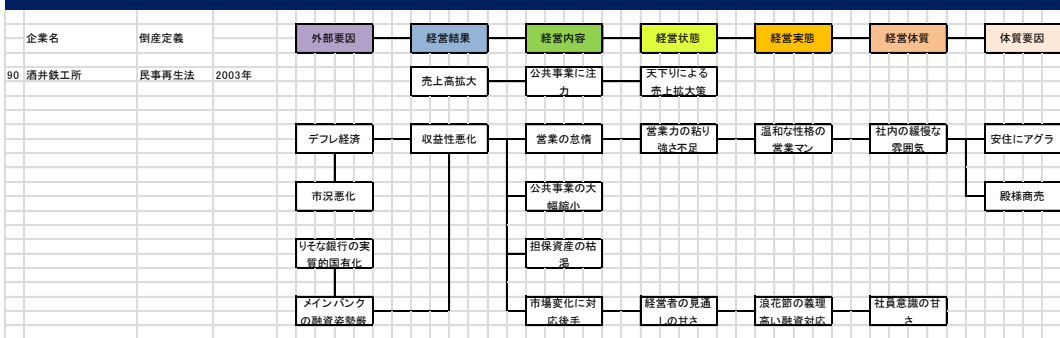 企業名 倒産定義 外部要因 経営結果 経営内容 経営状態 経営実態 経営体質 体質要因
90 酒井鉄工所 民事再生法 2003年
売上高拡大
公共事業に注
力
天下りによる
売上拡大策
デフレ経済
収益性悪化
営業の怠惰
営業力の粘り
強さ不足
温和な性格の
営業マン
社内の緩慢な
雰囲気
安住にアグラ
市況悪化
公共事業の大
幅縮小
殿様商売
りそな銀行の実
質的国有化
担保資産の枯
渇
メインバンク
の融資姿勢厳
市場変化に対
応後手
経営者の見通
しの甘さ
浪花節の義理
高い融資対応
社員意識の甘
さ